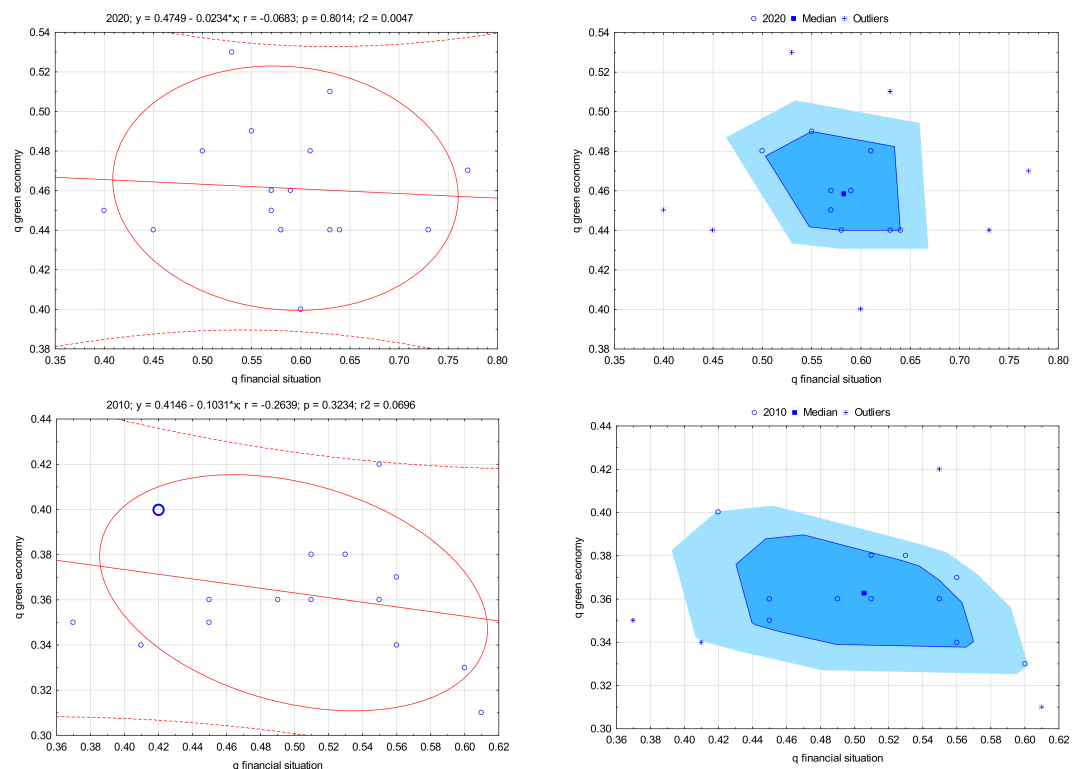 2020; y = 0.4749 - 0.0234*x; r = -0.0683; p = 0.8014; r2 = 0.0047
0.54
0.52
0.50
0.48
0.46
0.44
0.42
0.40
0.38
q green economy
0.35 0.40 0.45 0.50 0.55 0.60 0.65 0.70 0.75 0.80
q financial situation
2020 Median Outliers
0.54
0.52
0.50
0.48
0.46
0.44
0.42
0.40
0.38
q green economy
0.35 0.40 0.45 0.50 0.55 0.60 0.65 0.70 0.75 0.80
q financial situation
2010; y = 0.4146 - 0.1031*x; r = -0.2639; p = 0.3234; r2 = 0.0696
0.44
0.42
0.40
0.38
0.36
0.34
0.32
0.30
q green economy
0.36 0.38 0.40 0.42 0.44 0.46 0.48 0.50 0.52 0.54 0.56 0.58 0.60 0.62
q financial situation
2010 Median Outliers
0.44
0.42
0.40
0.38
0.36
0.34
0.32
0.30
q green economy
0.36 0.38 0.40 0.42 0.44 0.46 0.48 0.50 0.52 0.54 0.56 0.58 0.60 0.62
q financial situation